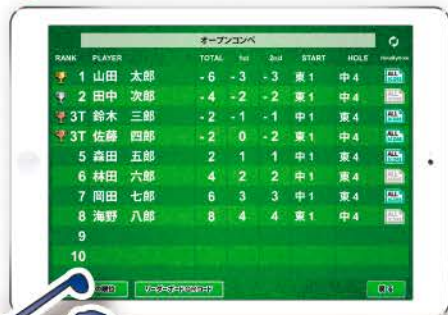 オープンコンペ
RANK PLAYER TOTAL 1st 2nd START HOLE
1 山田 太郎 -6 -3 -3 東1 中4
2 田中 次郎 -4 -2 -2 東1 中4
3T 鈴木 三郎 -2 -1 -1 中1 東4
3T 佐藤 四郎 -2 0 -2 東1 中4
5 森田 五郎 2 1 1 中1 東4
6 林田 六郎 4 2 2 中1 東4
7 岡田 七郎 6 3 3 中1 東4
8 海野 八郎 8 4 4 東1 中4
9
10